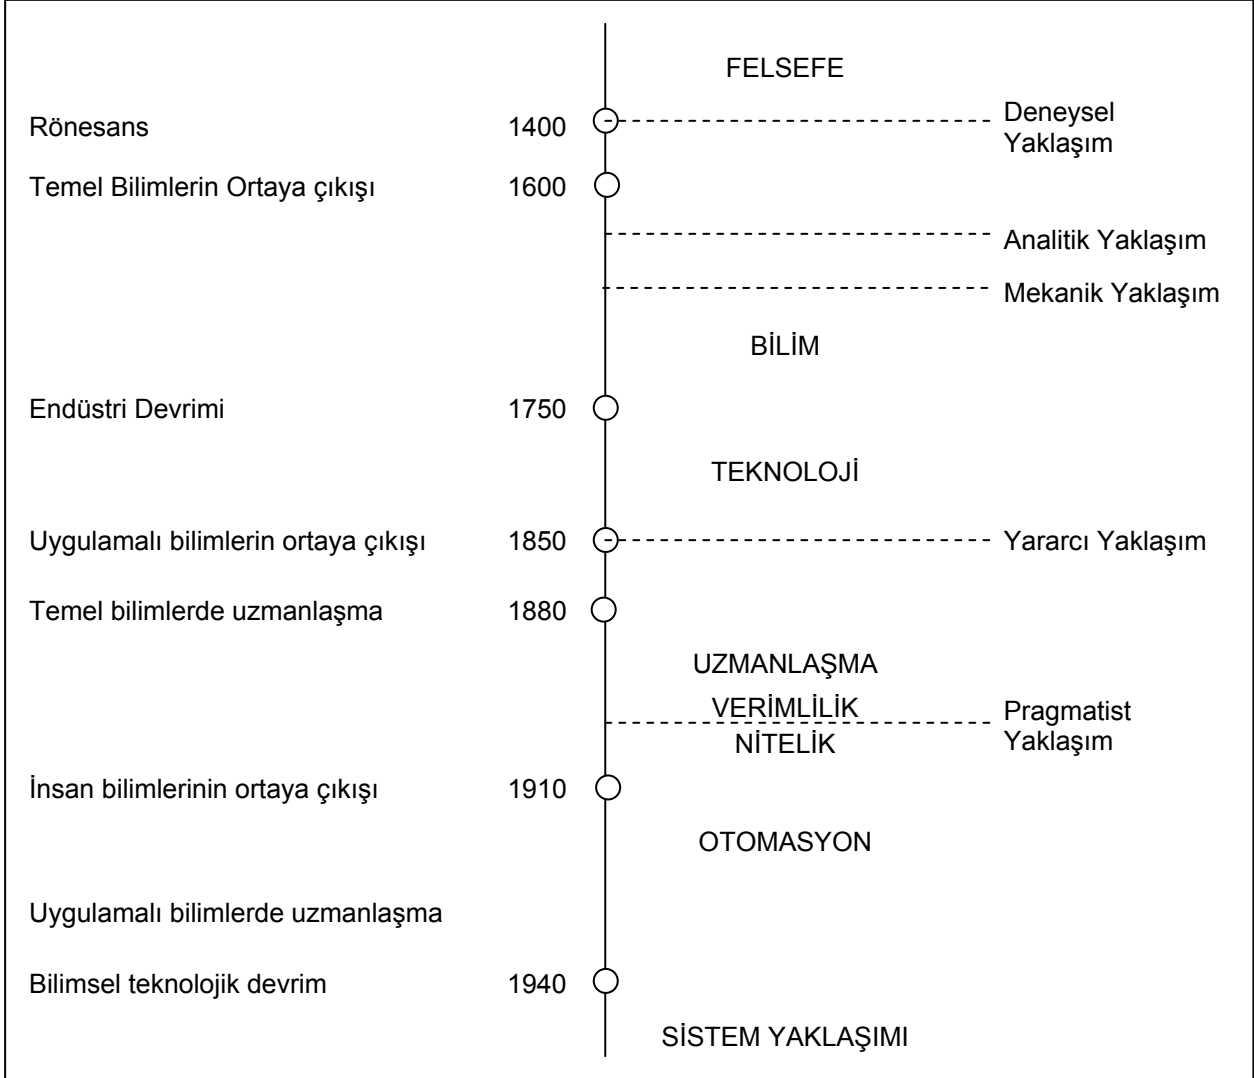 FELSEFE
Rönesans 1400 Deneysel
Yaklaşım
Temel Bilimlerin Ortaya çıkışı 1600
Analitik Yaklaşım
Mekanik Yaklaşım
BİLİM
Endüstri Devrimi 1750
TEKNOLOJİ
Uygulamalı bilimlerin ortaya çıkışı 1850 Yararcı Yaklaşım
Temel bilimlerde uzmanlaşma 1880
UZMANLAŞMA
VERİMLİLİK Pragmatist
NİTELİK Yaklaşım
İnsan bilimlerinin ortaya çıkışı 1910
OTOMASYON
Uygulamalı bilimlerde uzmanlaşma
Bilimsel teknolojik devrim 1940
SİSTEM YAKLAŞIMI